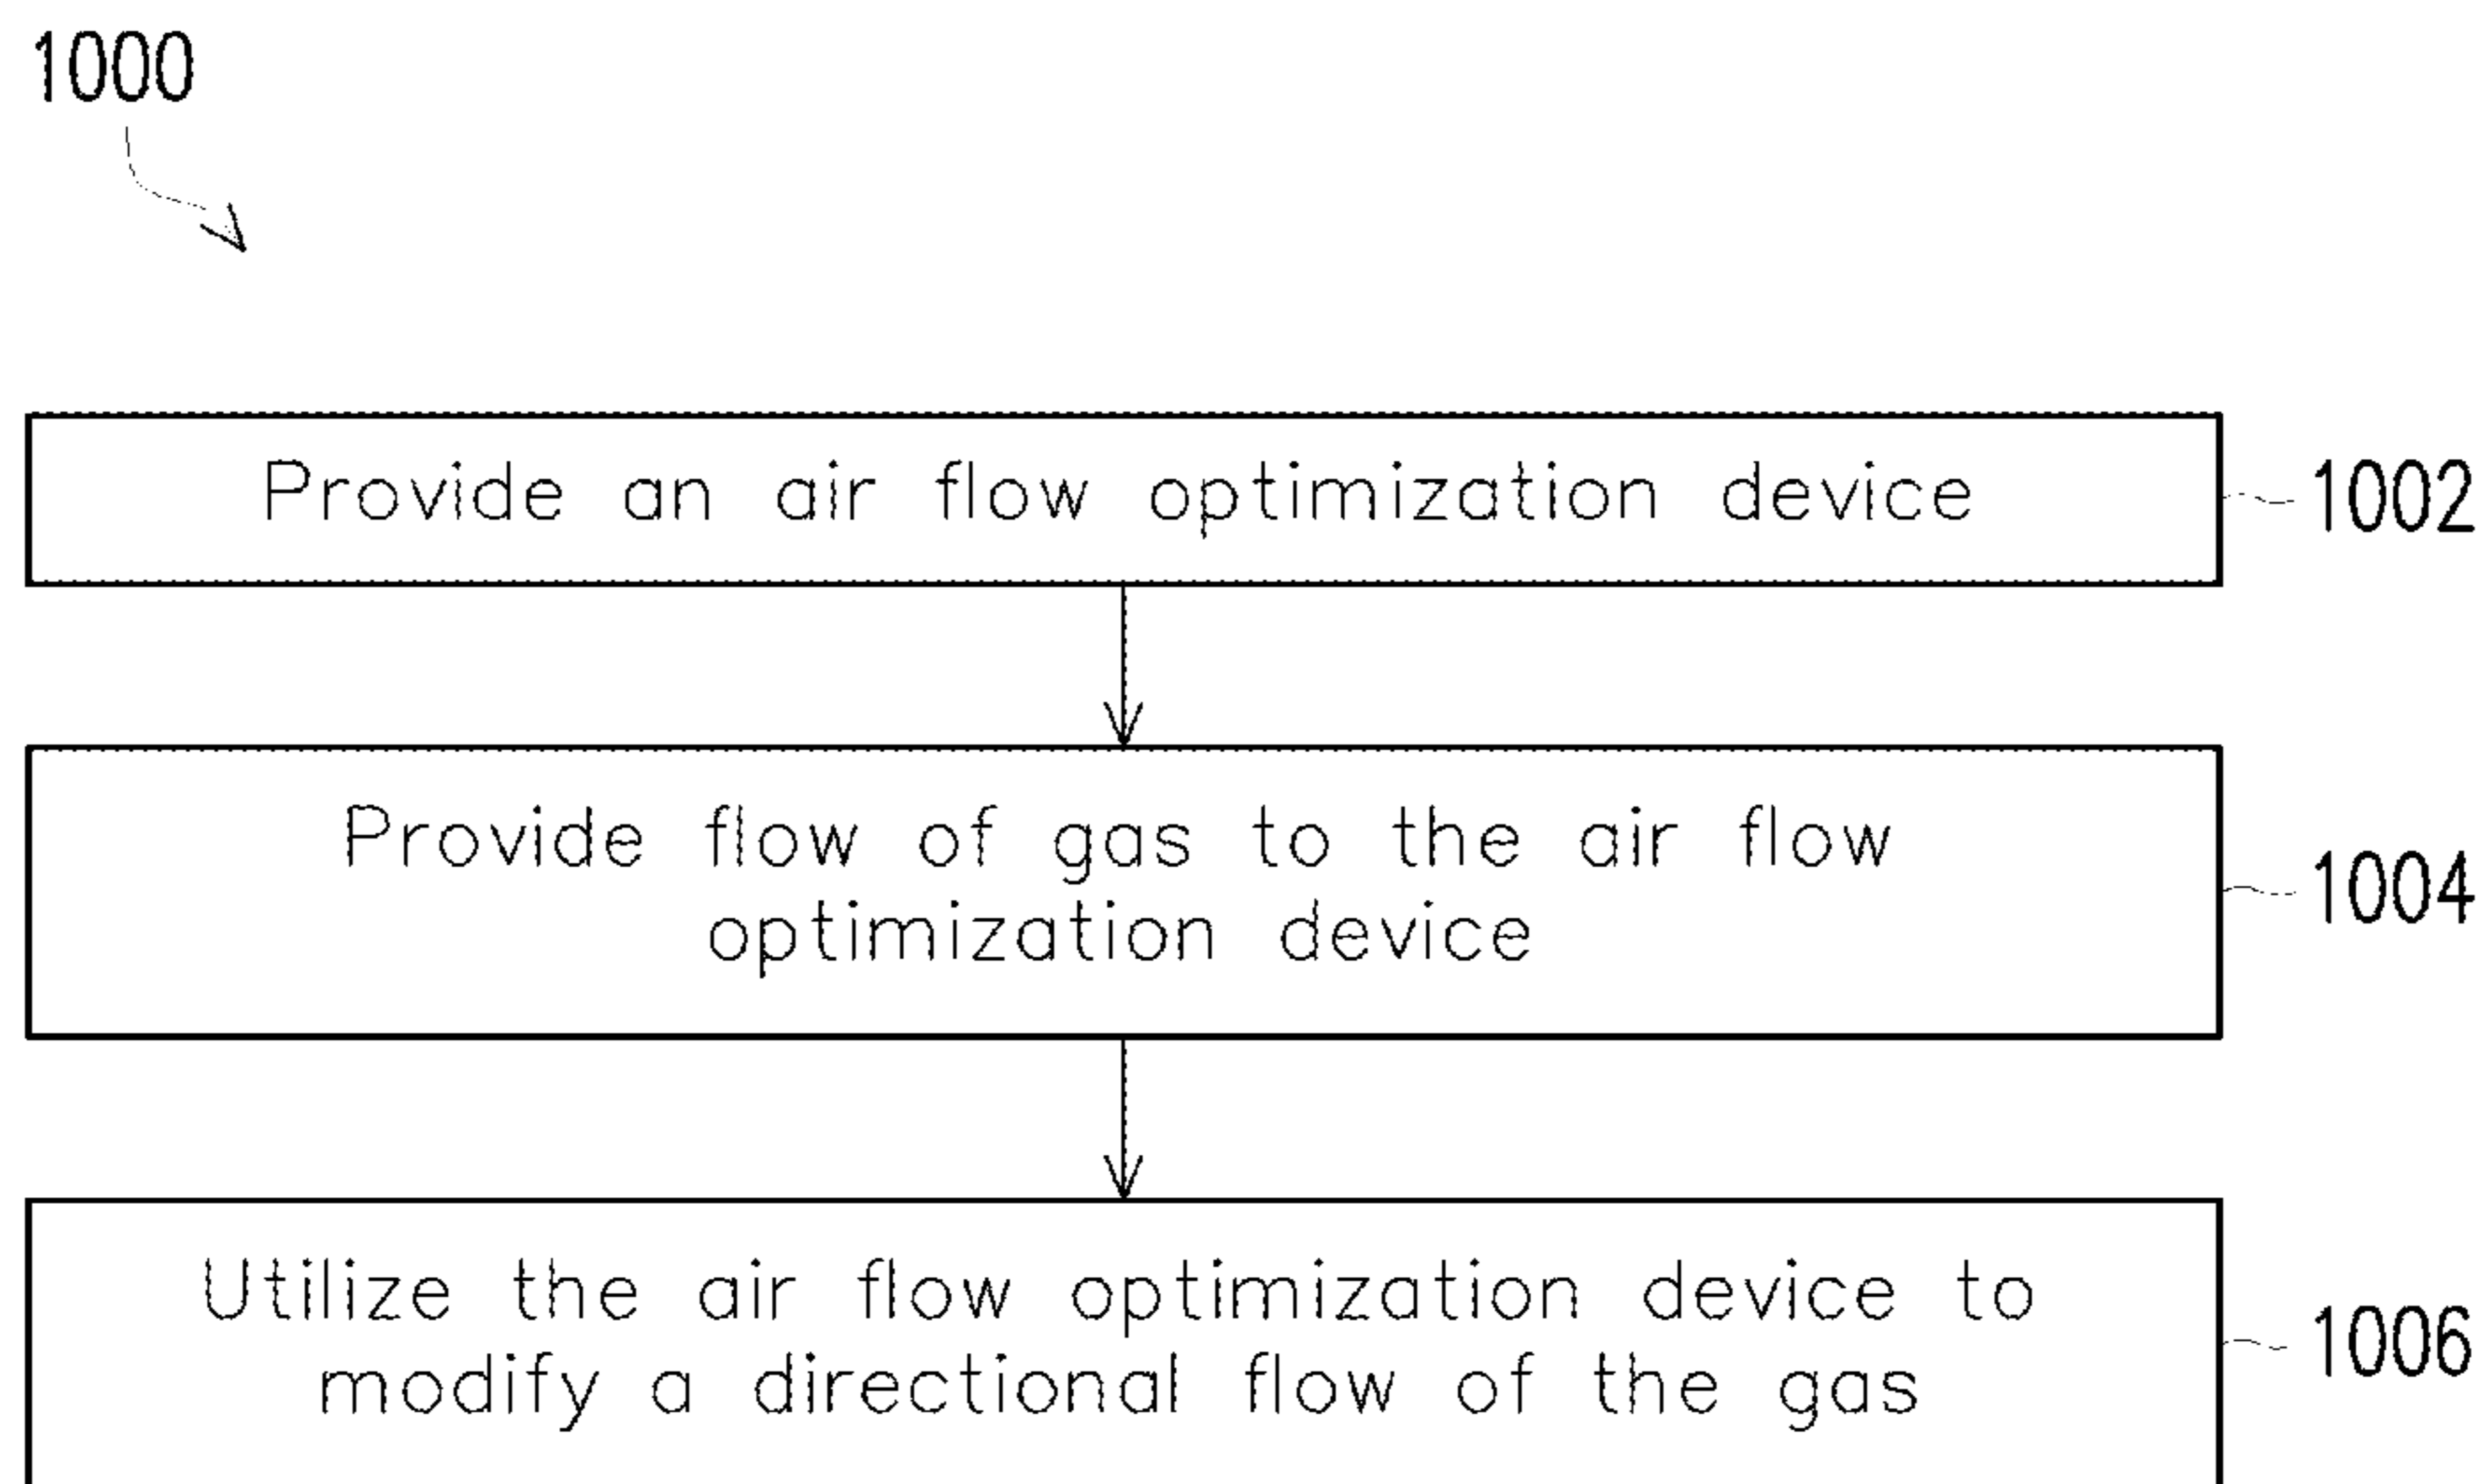 1000
Provide an air flow optimization device
1002
Provide flow of gas to the air flow
optimization device
1004
Utilize the air flow optimization device to
modify a directional flow of the gas
1006